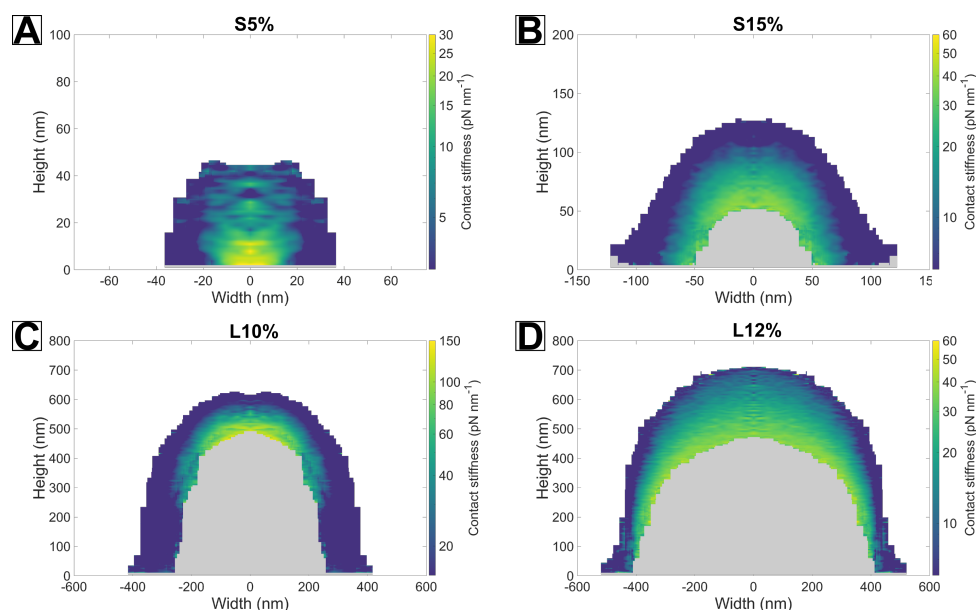 A
S5%
100
80
60
40
20
0
Height (nm)
-60 -40 -20 0 20 40 60
Width (nm)
30
25
20
15
10
5
Contact stiffness (pN nm-1)
B
S15%
200
150
100
50
0
Height (nm)
-150 -100 -50 0 50 100 15
Width (nm)
60
50
40
30
20
10
Contact stiffness (pN nm-1)
C
L10%
800
700
600
500
400
300
200
100
0
Height (nm)
-600 -400 -200 0 200 400 600
Width (nm)
150
100
80
60
40
20
Contact stiffness (pN nm-1)
D
L12%
800
700
600
500
400
300
200
100
0
Height (nm)
-600 -400 -200 0 200 400 600
Width (nm)
60
50
40
30
20
10
Contact stiffness (pN nm-1)